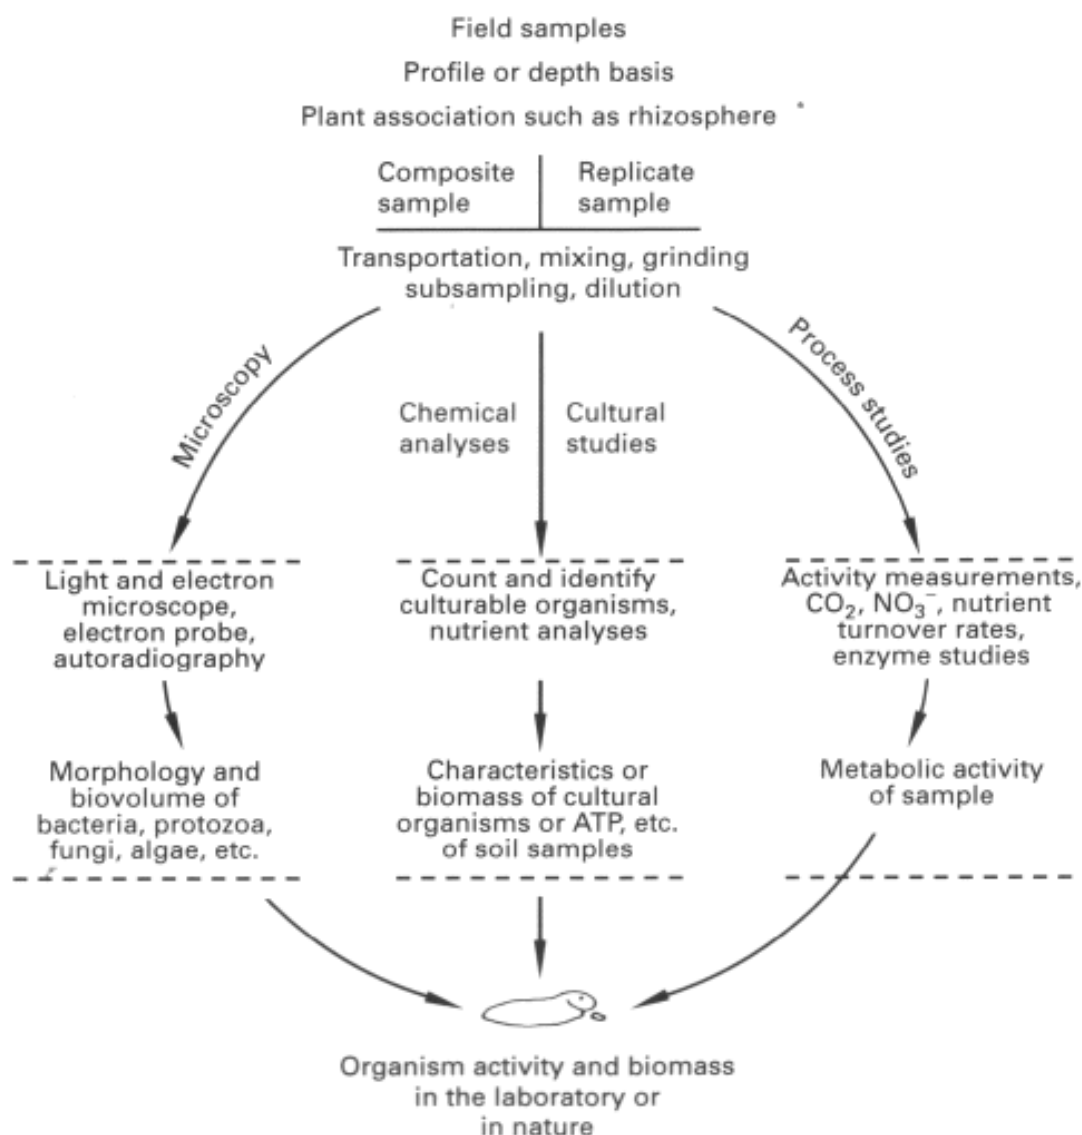 Field samples
Profile or depth basis
Plant association such as rhizosphere
Composite
sample
Replicate
sample
Transportation, mixing, grinding
subsampling, dilution
Microscopy
Chemical
analyses
Cultural
studies
Process studies
Light and electron
microscope,
electron probe,
autoradiography
Count and identify
culturable organisms,
nutrient analyses
Activity measurements,
CO₂, NO₃⁻, nutrient
turnover rates,
enzyme studies
Morphology and
biovolume of
bacteria, protozoa,
fungi, algae, etc.
Characteristics or
biomass of cultural
organisms or ATP, etc.
of soil samples
Metabolic activity
of sample
Organism activity and biomass
in the laboratory or
in nature